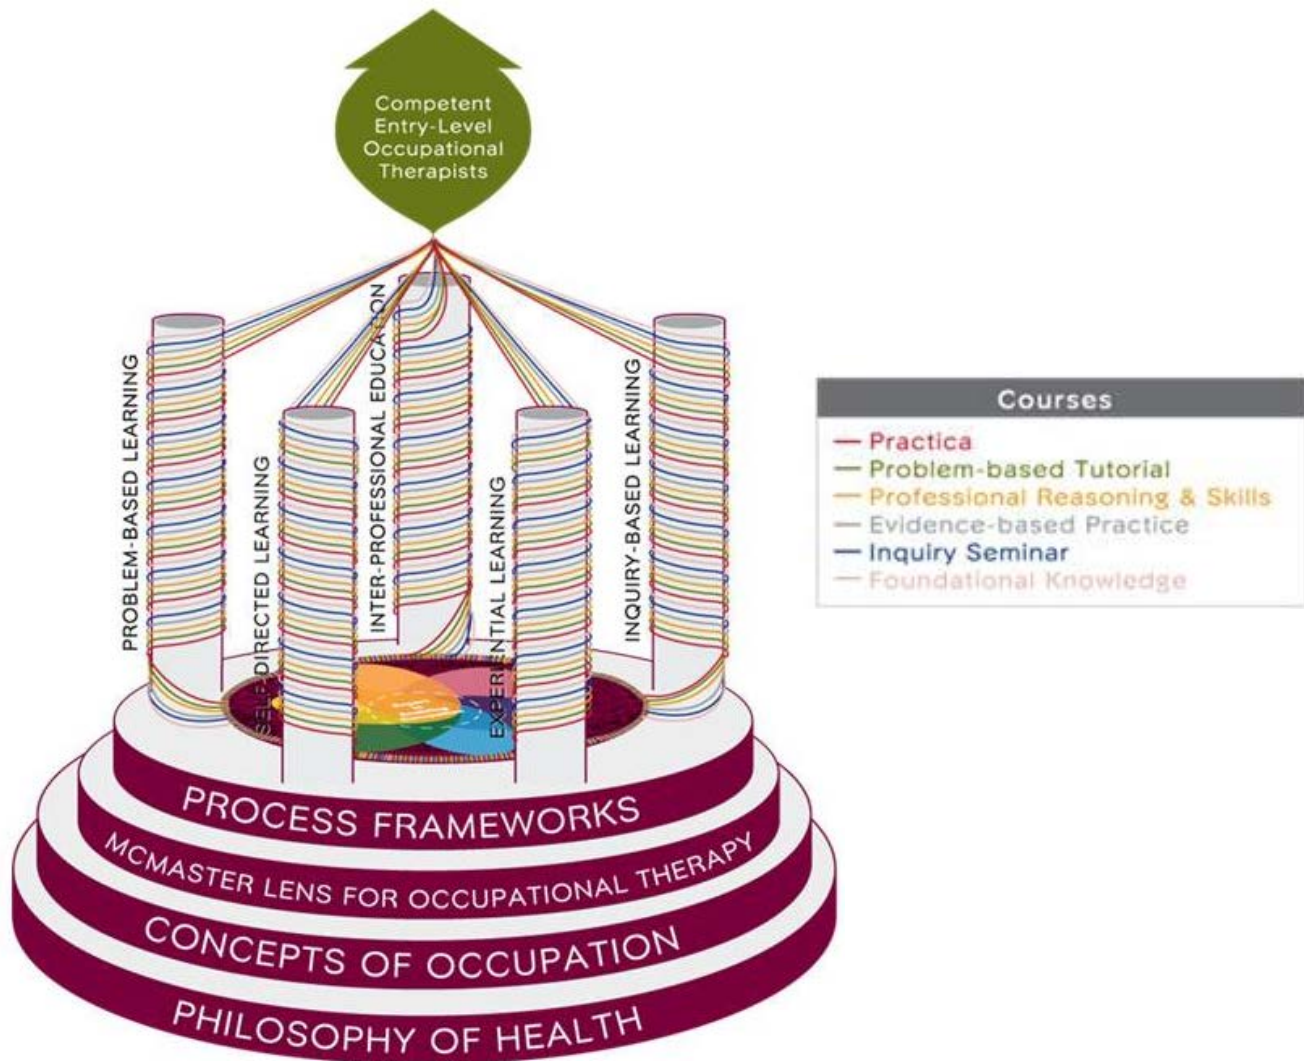 Competent
Entry-Level
Occupational
Therapists
PROBLEM-BASED LEARNING
SELF-DIRECTED LEARNING
INTER-PROFESSIONAL EDUCATION
EXPERIENTIAL LEARNING
INQUIRY-BASED LEARNING
Courses
Practica
Problem-based Tutorial
Professional Reasoning & Skills
Evidence-based Practice
Inquiry Seminar
Foundational Knowledge
PROCESS FRAMEWORKS
MCMASTER LENS FOR OCCUPATIONAL THERAPY
CONCEPTS OF OCCUPATION
PHILOSOPHY OF HEALTH